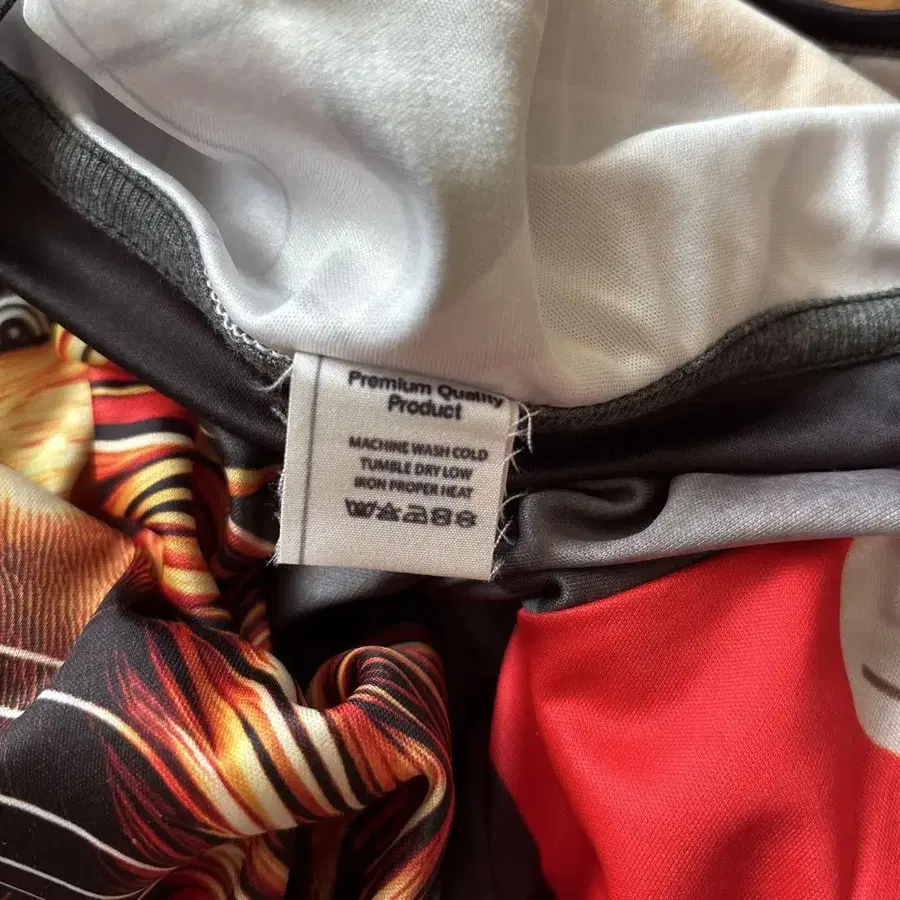 Premium Quality
Product
MACHINE WASH COLD
TUMBLE DRY LOW
IRON PROPER HEAT